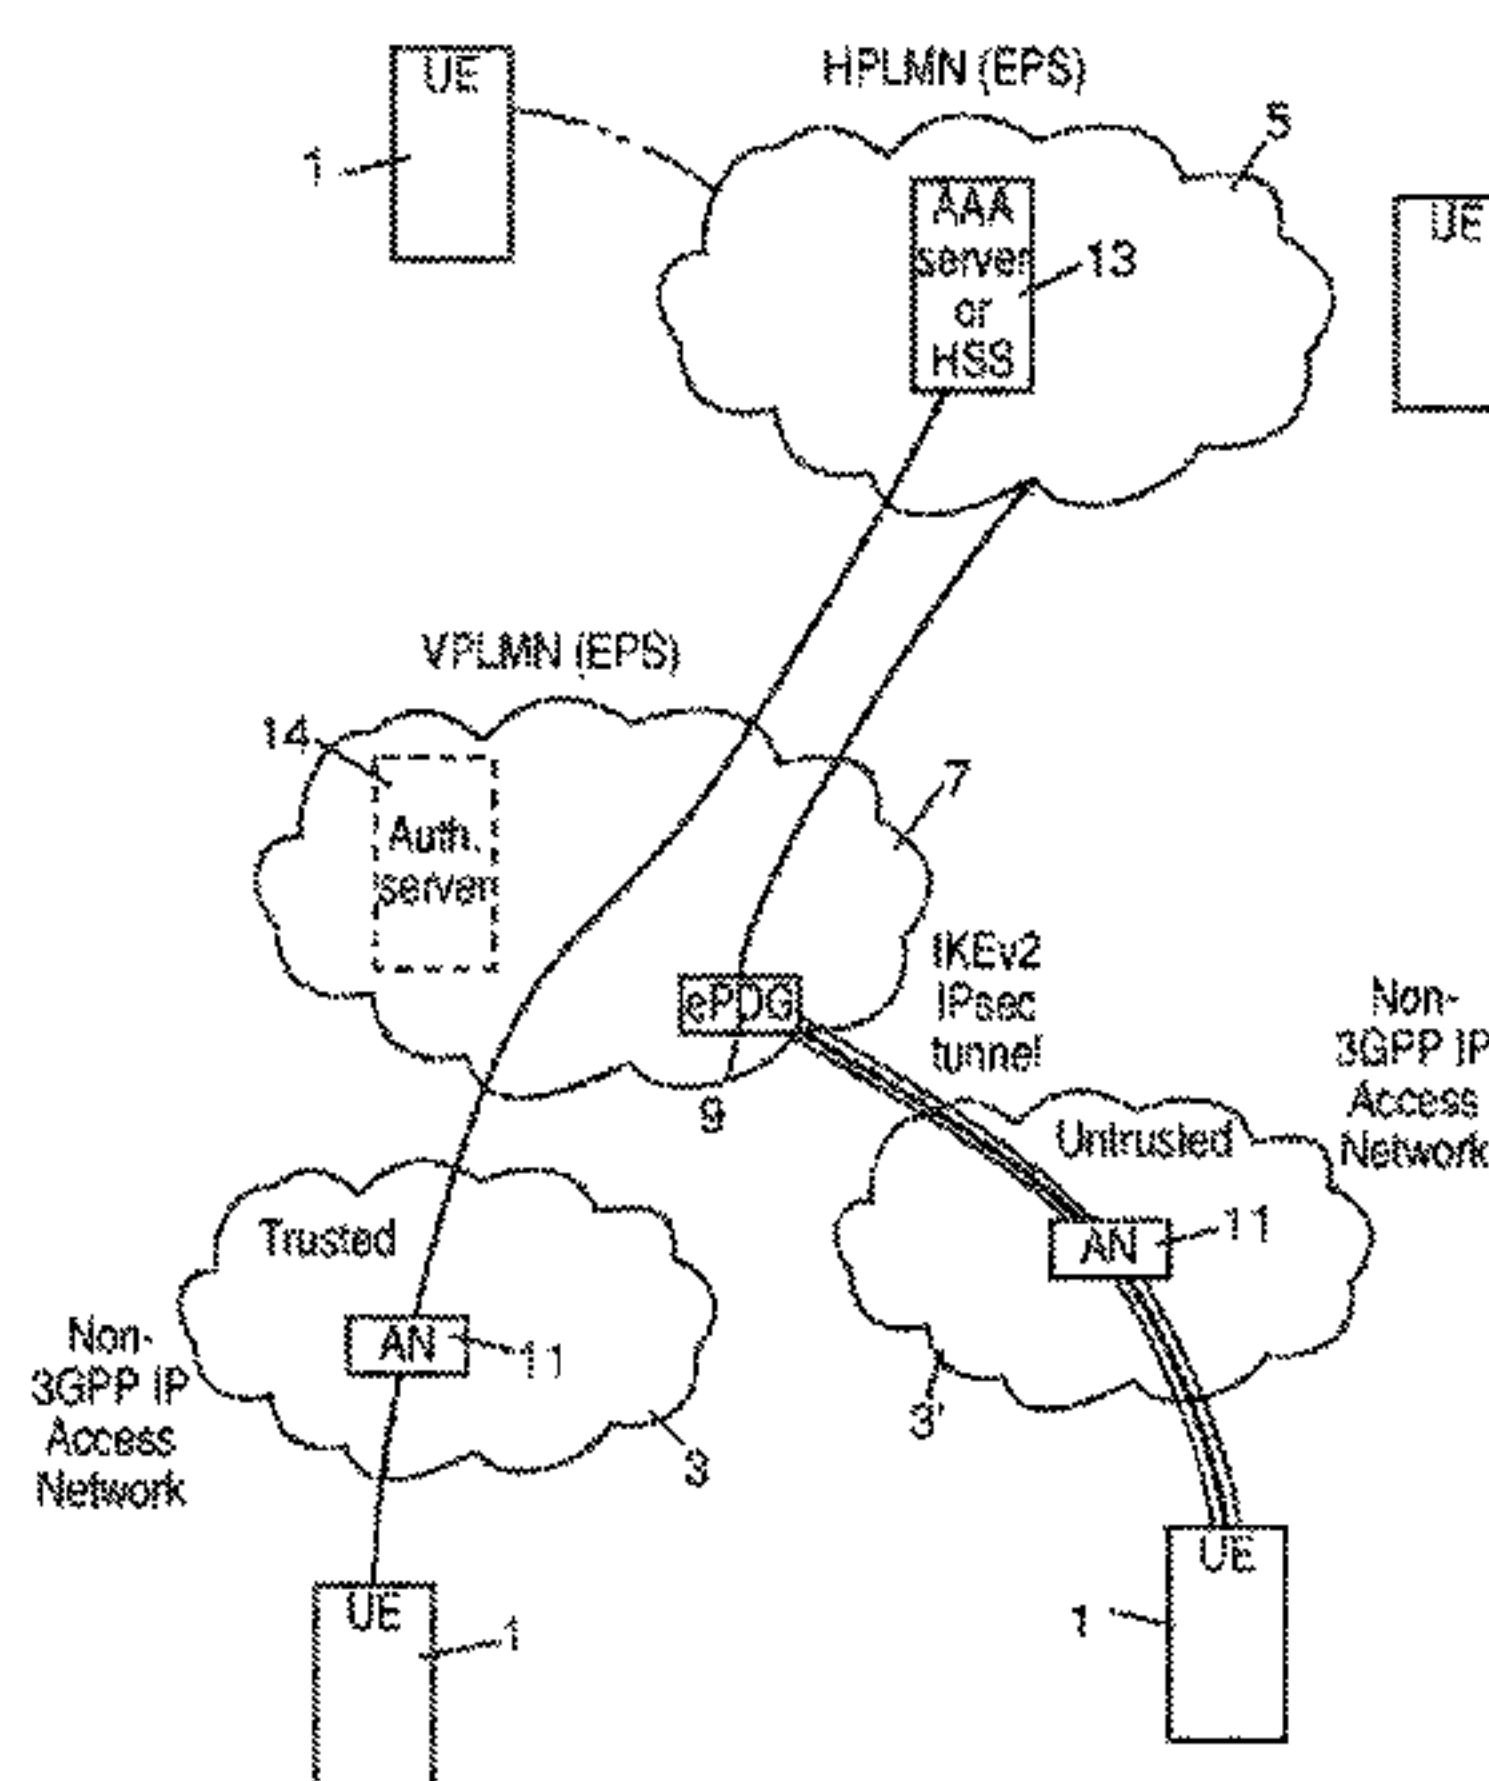 UE
1
HPLMN (EPS)
5
AAA
server
or
HSS
13
UE
VPLMN (EPS)
14
Auth.
server
7
ePDG
9
IKEv2
IPsec
tunnel
Non-
3GPP IP
Access
Network
Untrusted
AN
11
3'
Trusted
AN
11
3
Non-
3GPP IP
Access
Network
UE
1
UE
1